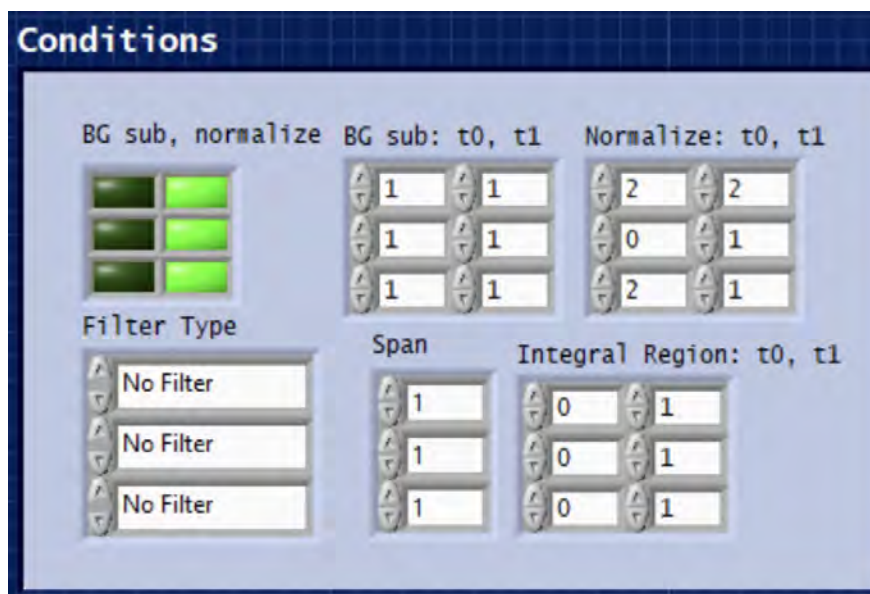 Conditions
BG sub, normalize
BG sub: t0, t1
Normalize: t0, t1
1 1
2 2
1 1
0 1
1 1
2 1
Filter Type
Span
Integral Region: t0, t1
No Filter
1
0 1
No Filter
1
0 1
No Filter
1
0 1